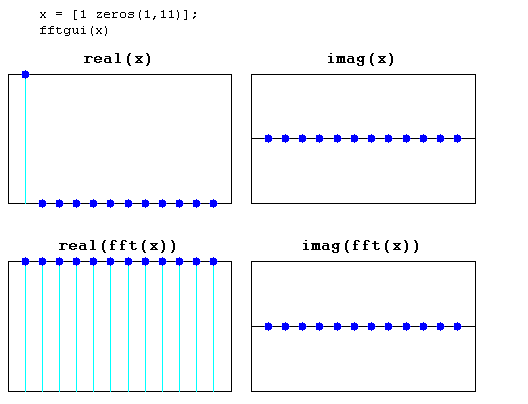 x = [1 zeros(1,11)];
fftgui(x)
real(x)
imag(x)
real(fft(x))
imag(fft(x))